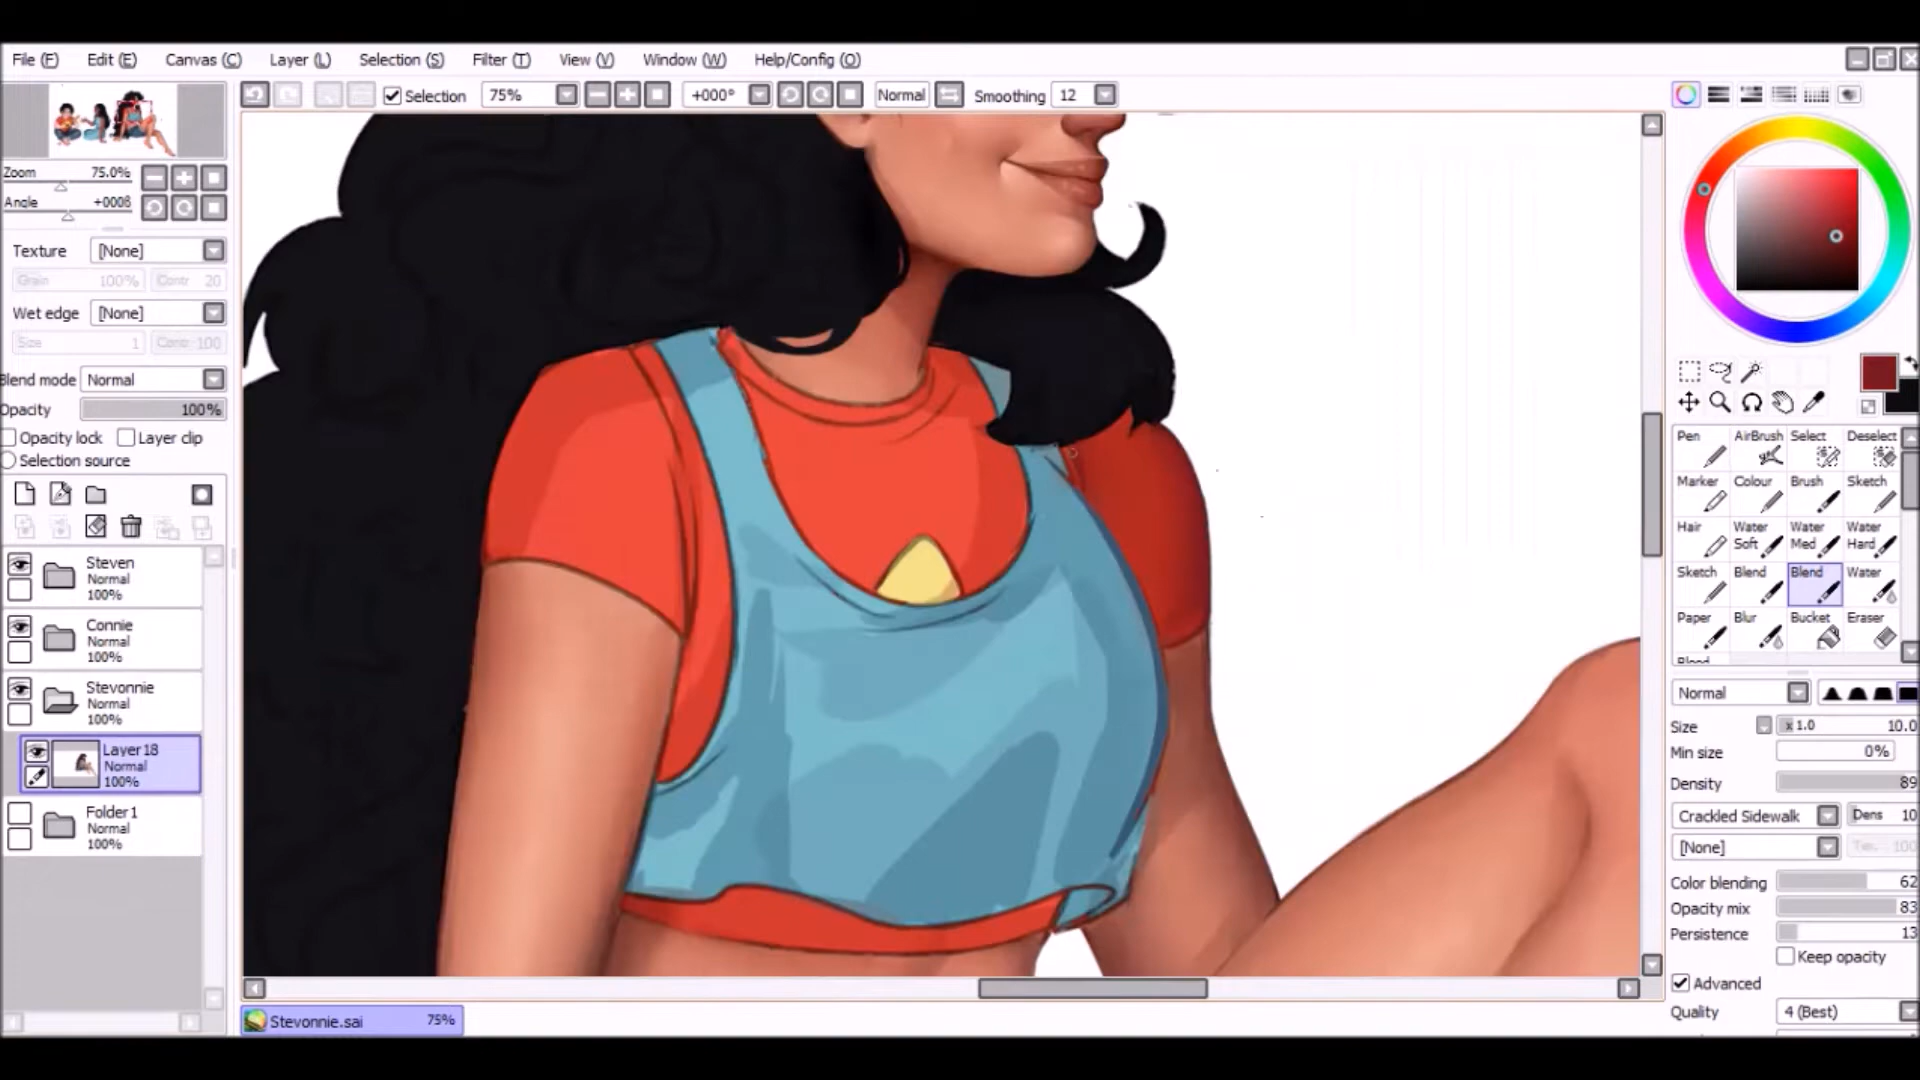 File (F) Edit (E) Canvas (C) Layer (L) Selection (S) Filter (T) View (V) Window (W) Help/Config (O)
Selection 75% +000° Normal Smoothing 12
Zoom 75.0%
Angle +000ß
Texture [None]
Grain 100% Contr 20
Wet edge [None]
Size 1 Contr 100
Blend mode Normal
Opacity 100%
Opacity lock Layer clip
Selection source
Steven
Normal
100%
Connie
Normal
100%
Stevonnie
Normal
100%
Layer18
Normal
100%
Folder1
Normal
100%
Stevonnie.sai 75%
Pen AirBrush Select Deselect
Marker Colour Brush Sketch
Hair Water Soft Water Med Water Hard
Sketch Blend Blend Water
Paper Blur Bucket Eraser
Blend
Normal
Size x1.0 10.0
Min size 0%
Density 89
Crackled Sidewalk Dens 10
[None] 100
Color blending 62
Opacity mix 83
Persistence 13
Keep opacity
Advanced
Quality 4 (Best)